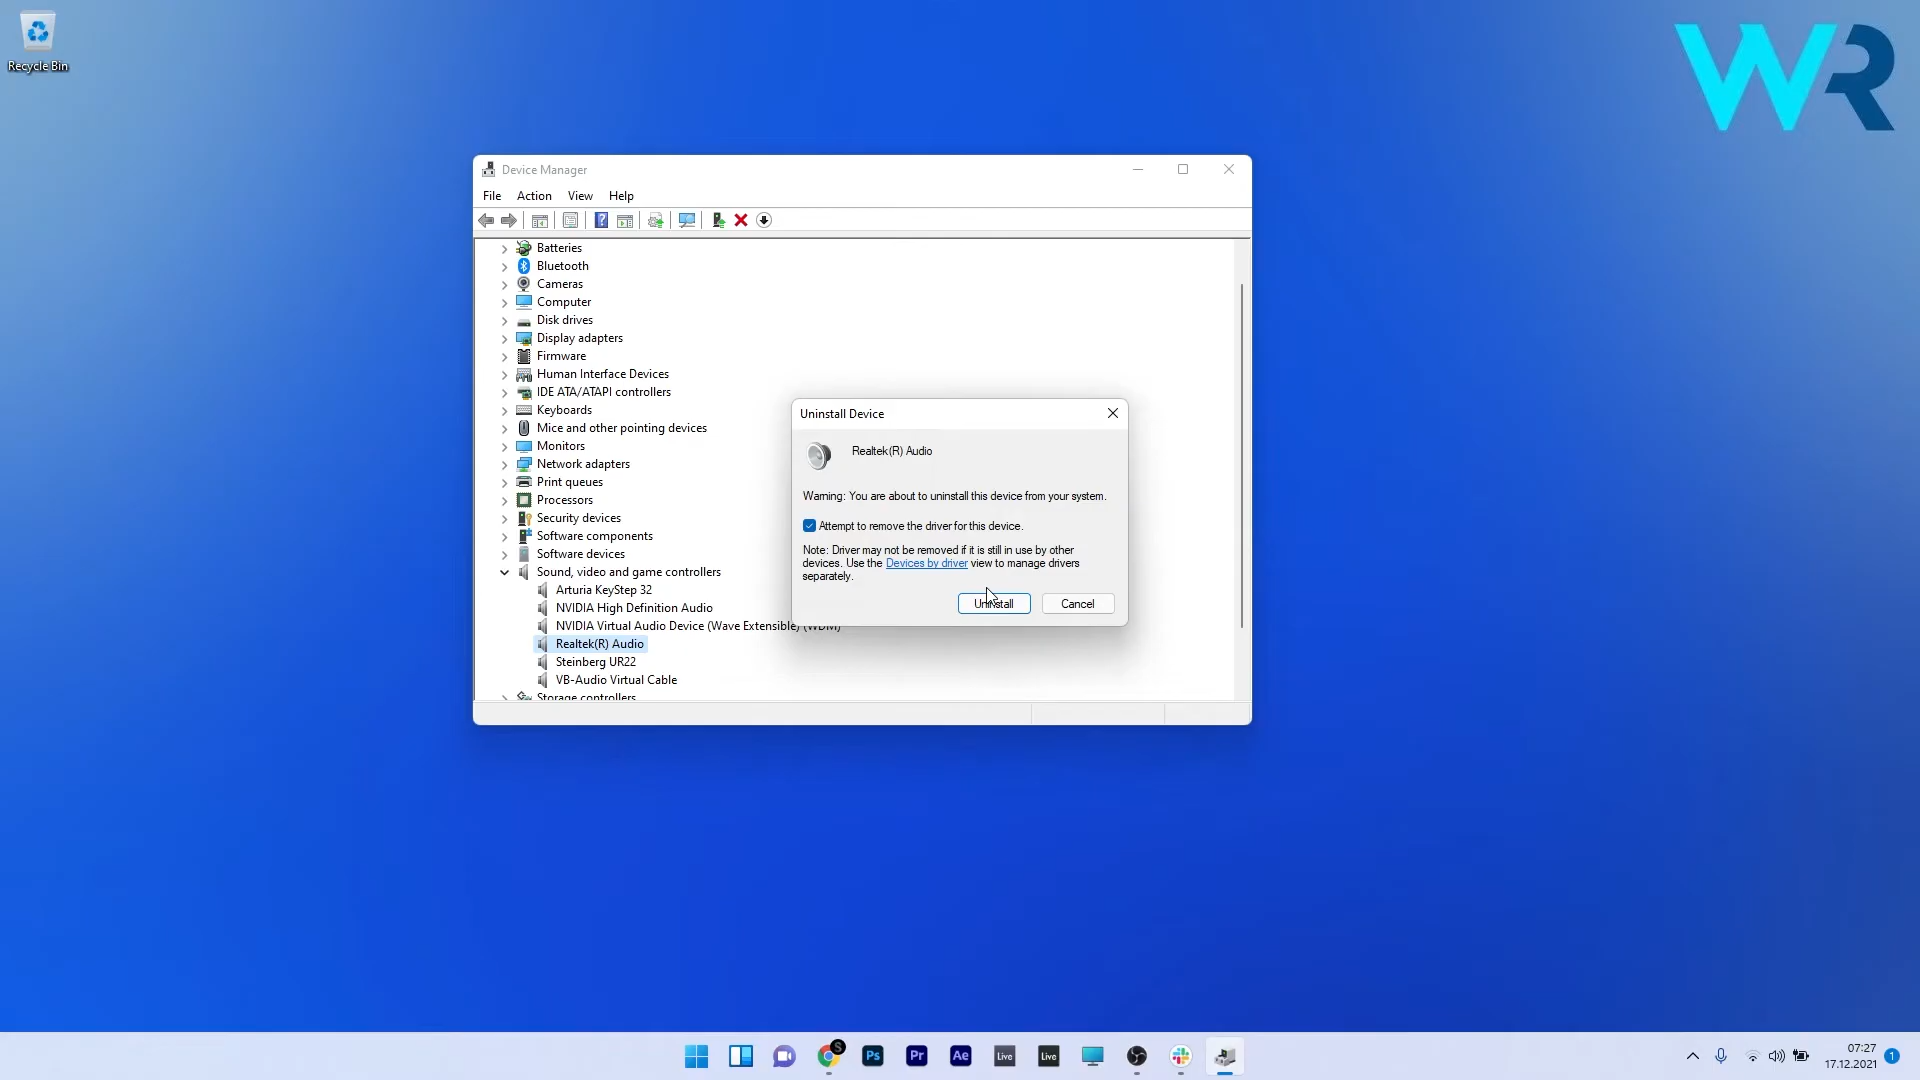 Recycle Bin
WR
Device Manager
File Action View Help
Batteries
Bluetooth
Cameras
Computer
Disk drives
Display adapters
Firmware
Human Interface Devices
IDE ATA/ATAPI controllers
Keyboards
Mice and other pointing devices
Monitors
Network adapters
Print queues
Processors
Security devices
Software components
Software devices
Sound, video and game controllers
Arturia KeyStep 32
NVIDIA High Definition Audio
NVIDIA Virtual Audio Device (Wave Extensible) (WDM)
Realtek(R) Audio
Steinberg UR22
VB-Audio Virtual Cable
Storage controllers
Uninstall Device
Realtek(R) Audio
Warning: You are about to uninstall this device from your system.
Attempt to remove the driver for this device.
Note: Driver may not be removed if it is still in use by other
devices. Use the Devices by driver view to manage drivers
separately.
Uninstall Cancel
S
Ps
Pr
Ae
Live
Live
07:27
17.12.2021
1